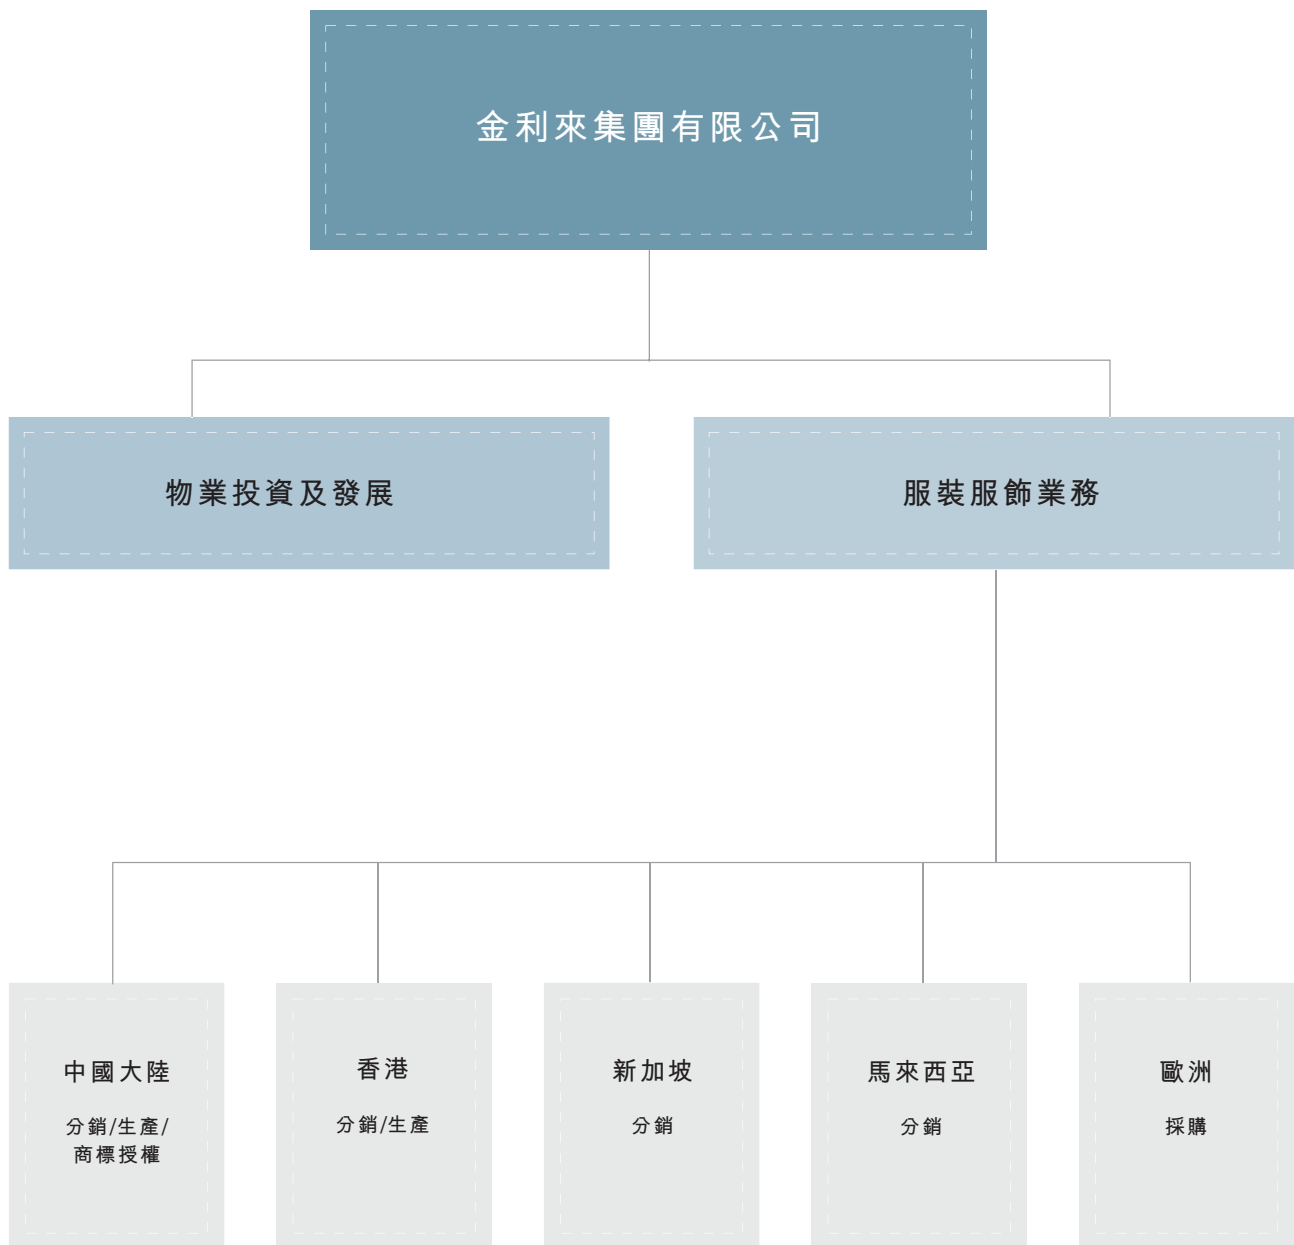 金利來集團有限公司
物業投資及發展
服裝服飾業務
中國大陸
分銷/生產/
商標授權
香港
分銷/生產
新加坡
分銷
馬來西亞
分銷
歐洲
採購